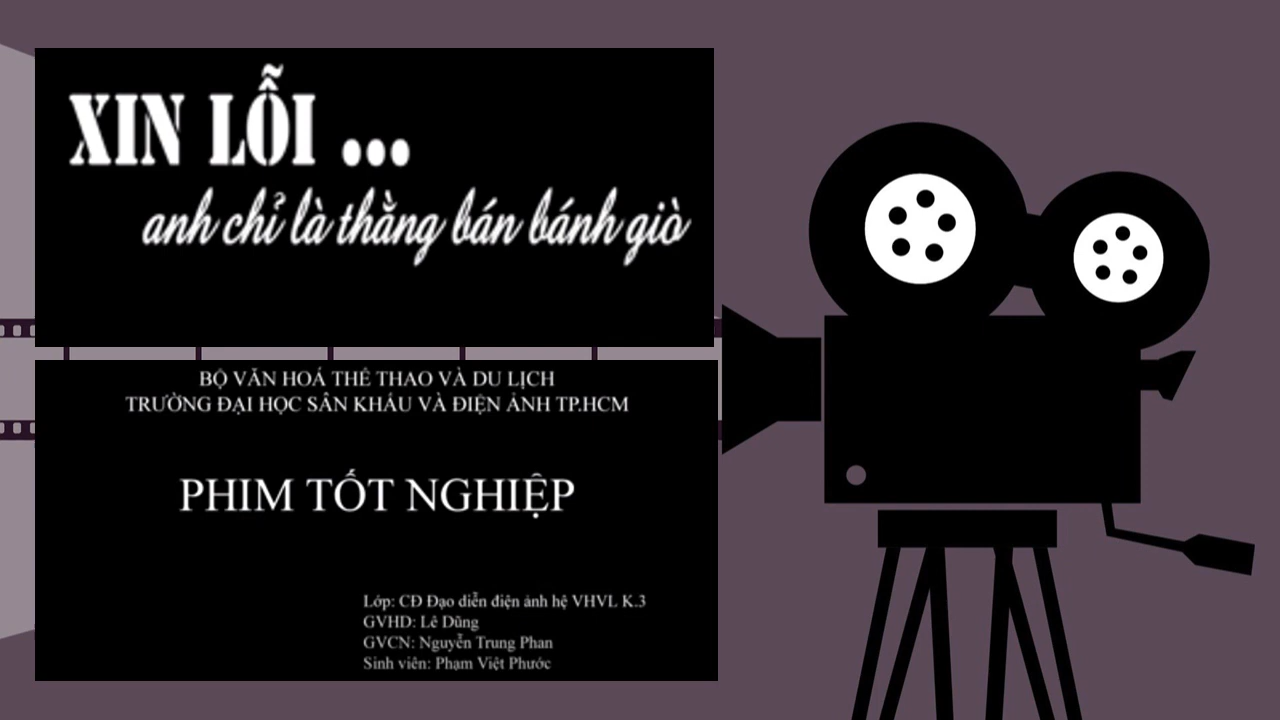 XIN LỖI ...
anh chỉ là thằng bán bánh giò
BỘ VĂN HOÁ THỂ THAO VÀ DU LỊCH
TRƯỜNG ĐẠI HỌC SÂN KHẤU VÀ ĐIỆN ẢNH TP.HCM
PHIM TỐT NGHIỆP
Lớp: CĐ Đạo diễn điện ảnh hệ VHVL K.3
GVHD: Lê Dũng
GVCN: Nguyễn Trung Phan
Sinh viên: Phạm Việt Phước